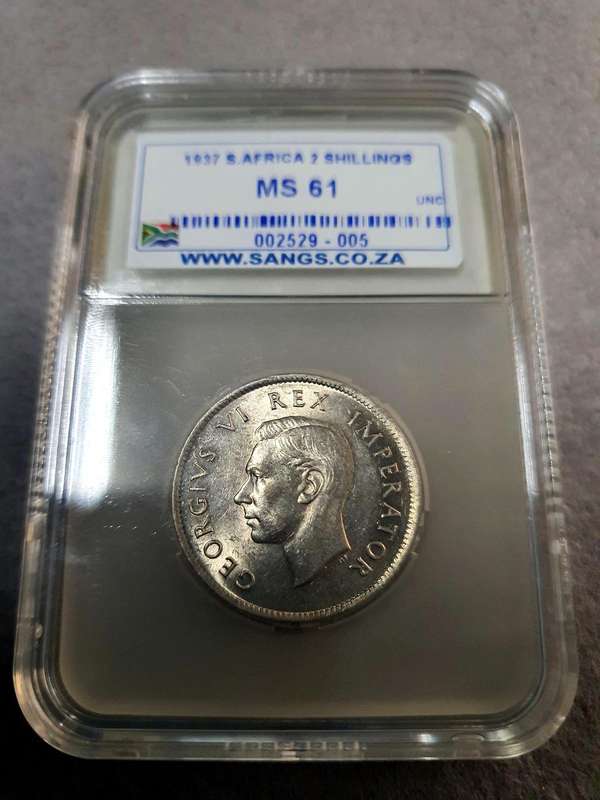 1937 S.AFRICA 2 SHILLINGS
MS 61
UNC
002529 - 005
WWW.SANGS.CO.ZA
GEORGIVS VI REX IMPERATOR